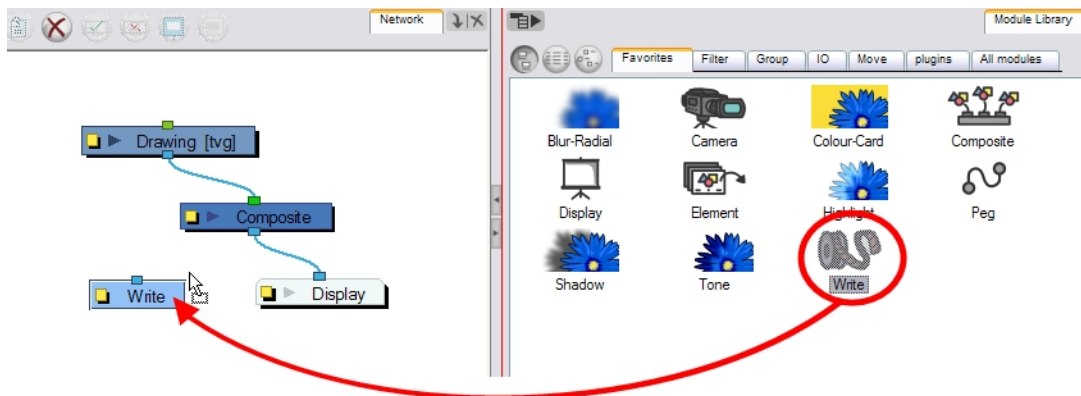 Network
Module Library
Favorites
Filter
Group
IO
Move
plugins
All modules
Drawing [tvg]
Composite
Write
Display
Blur-Radial
Camera
Colour-Card
Composite
Display
Element
Highlight
Peg
Shadow
Tone
Write